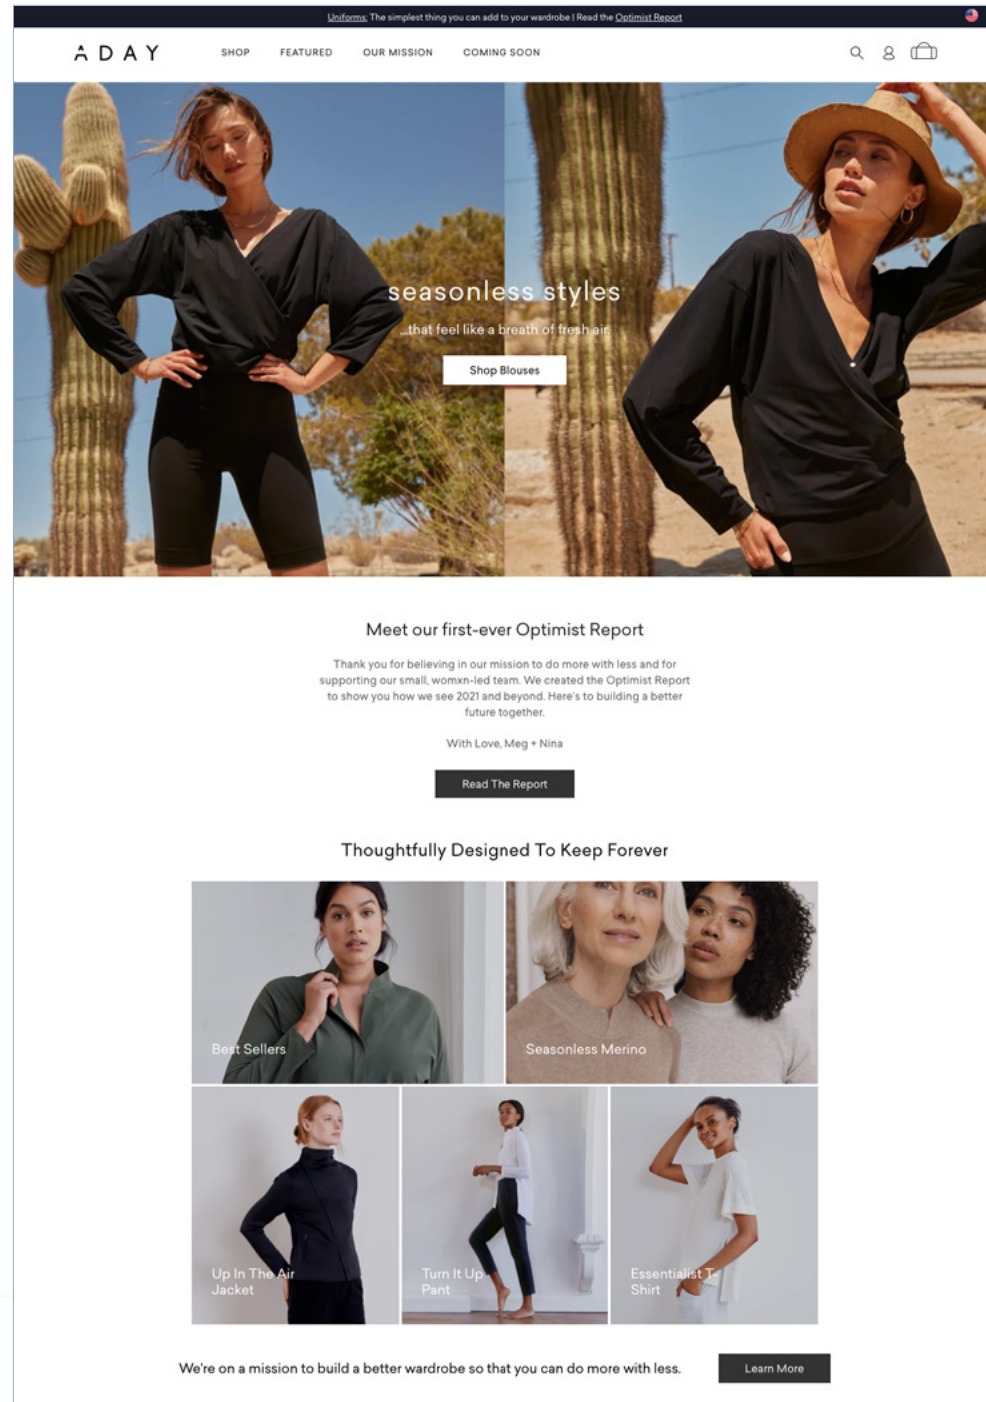 Uniforms: The simplest thing you can add to your wardrobe | Read the Optimist Report
ADAY
SHOP
FEATURED
OUR MISSION
COMING SOON
seasonless styles
...that feel like a breath of fresh air.
Shop Blouses
Meet our first-ever Optimist Report
Thank you for believing in our mission to do more with less and for
supporting our small, womxn-led team. We created the Optimist Report
to show you how we see 2021 and beyond. Here's to building a better
future together.
With Love, Meg + Nina
Read The Report
Thoughtfully Designed To Keep Forever
Best Sellers
Seasonless Merino
Up In The Air
Jacket
Turn It Up
Pant
Essentialist T-
Shirt
We're on a mission to build a better wardrobe so that you can do more with less.
Learn More